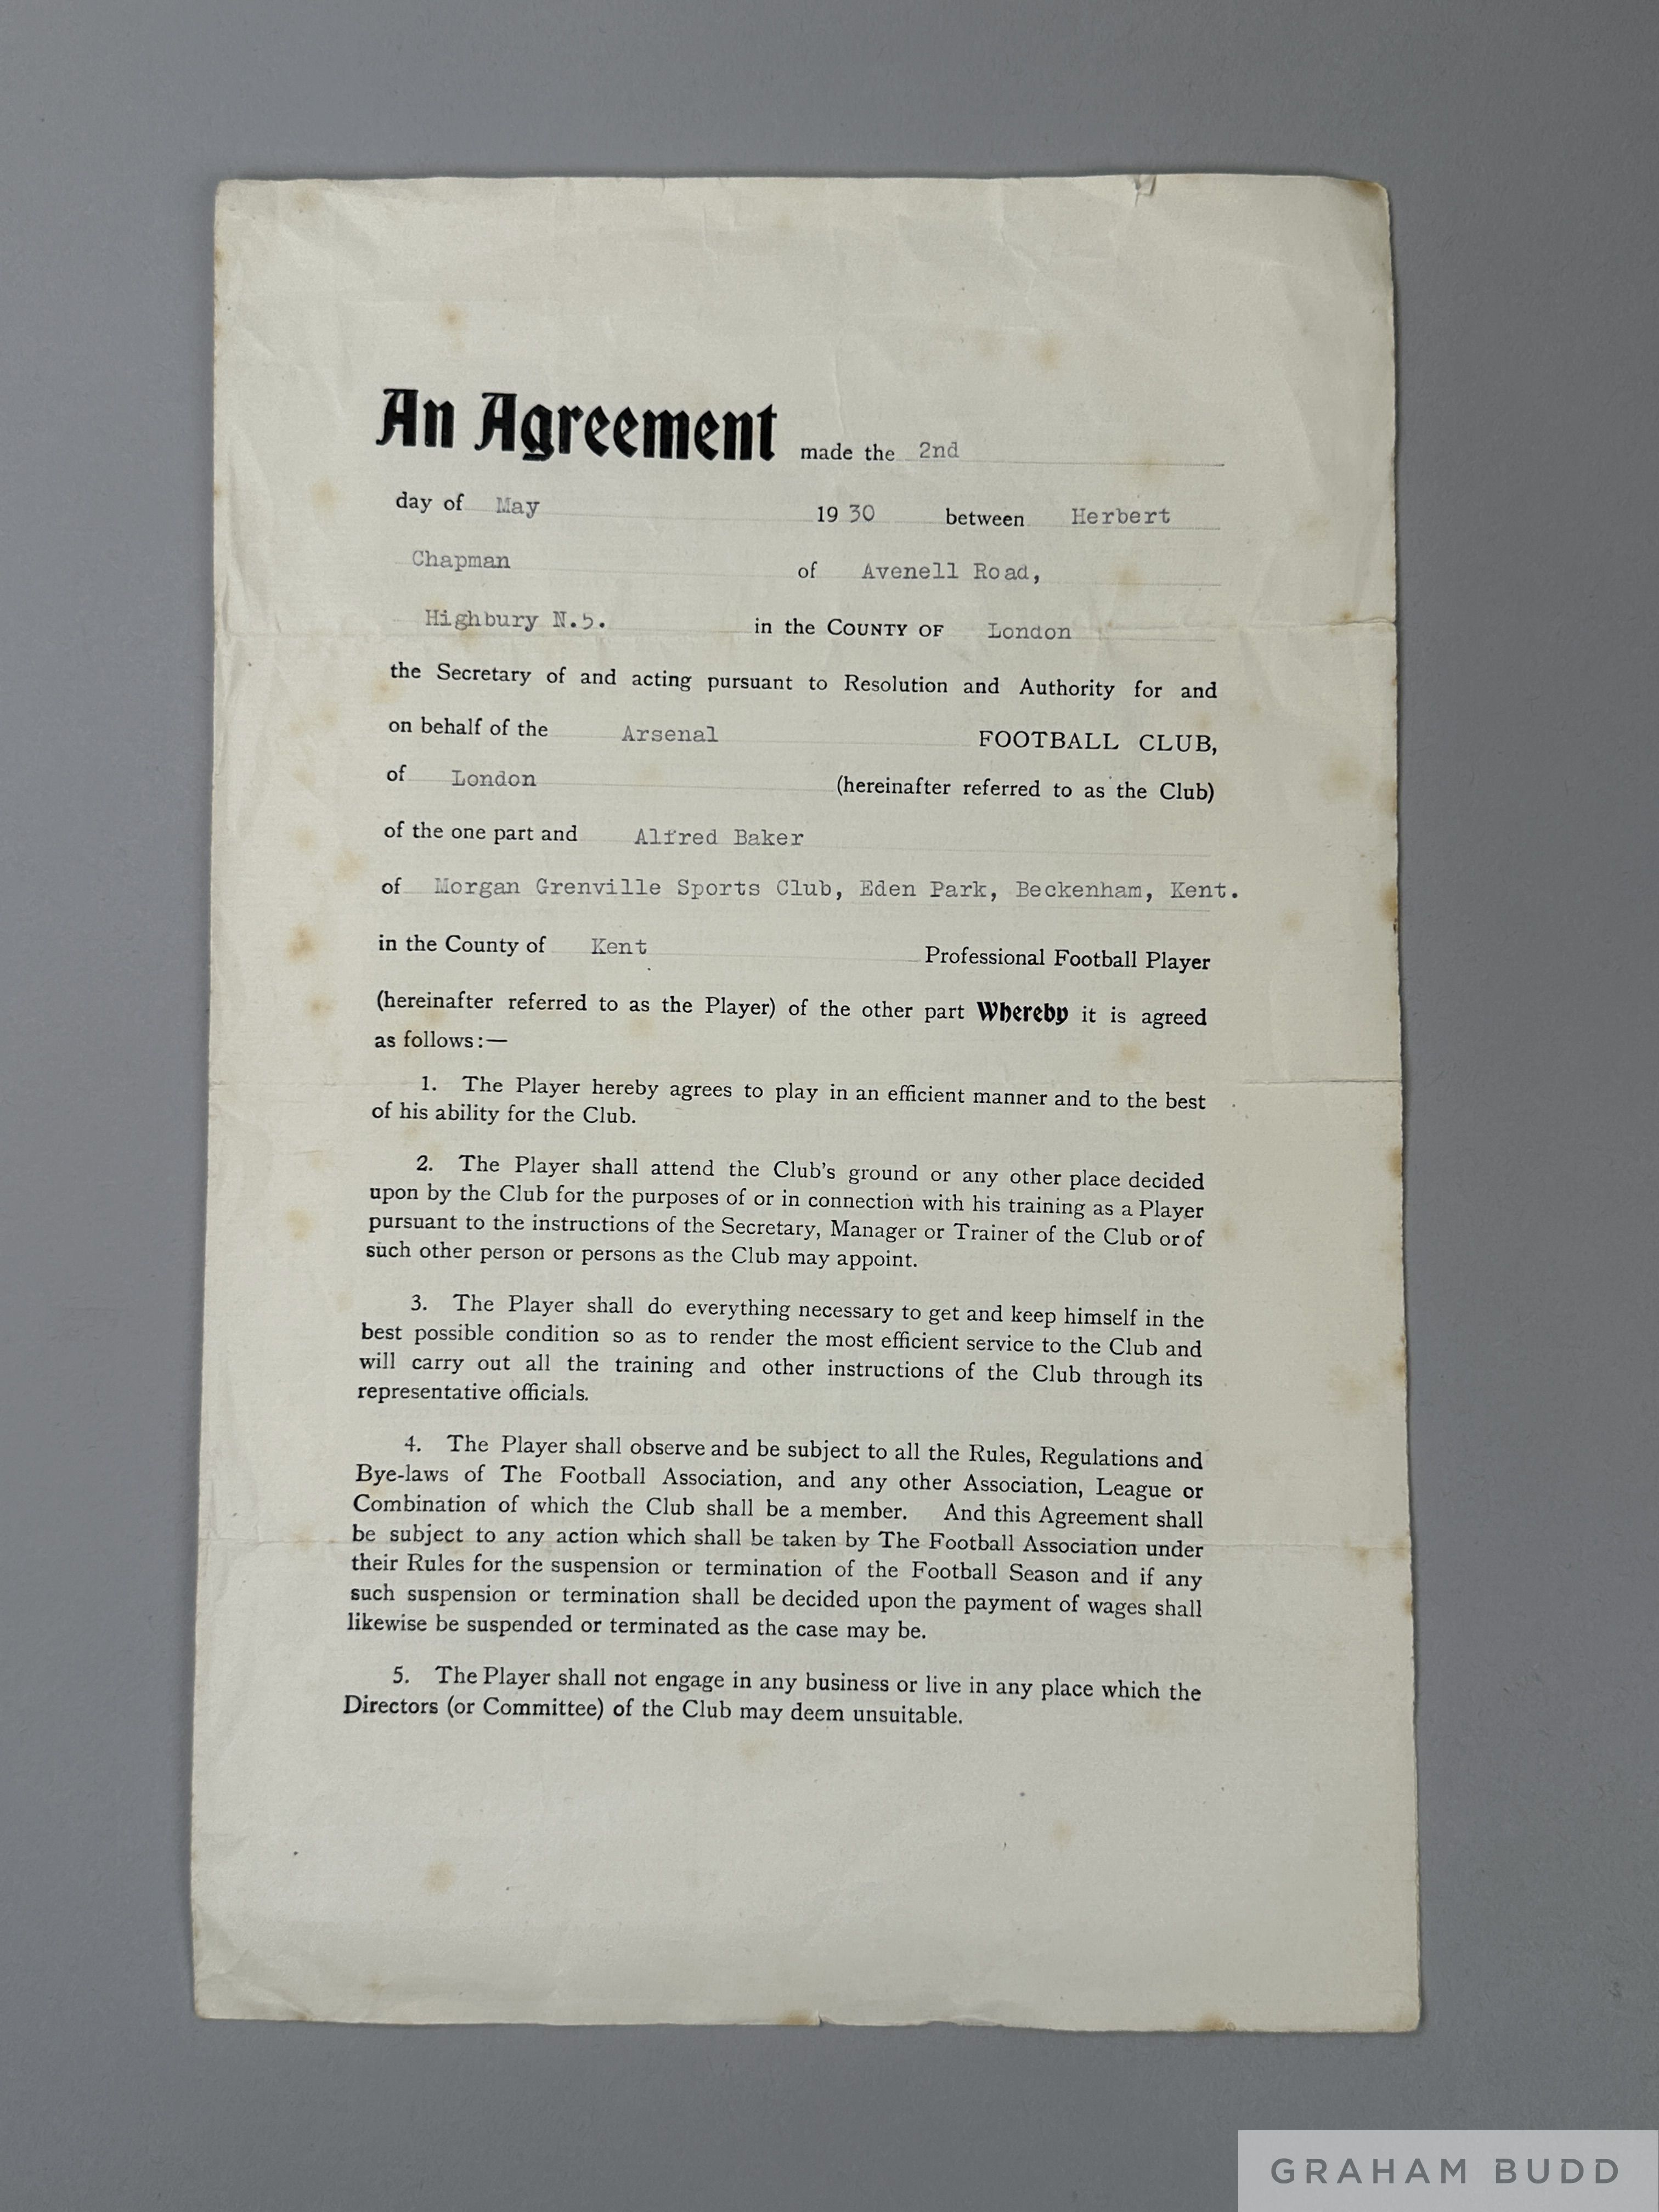 An Agreement made the 2nd
day of May 1930 between Herbert
Chapman of Avenell Road,
Highbury N.5. in the COUNTY OF London
the Secretary of and acting pursuant to Resolution and Authority for and
on behalf of the Arsenal FOOTBALL CLUB,
of London (hereinafter referred to as the Club)
of the one part and Alfred Baker
of Morgan Grenville Sports Club, Eden Park, Beckenham, Kent.
in the County of Kent Professional Football Player
(hereinafter referred to as the Player) of the other part Whereby it is agreed
as follows:—
1. The Player hereby agrees to play in an efficient manner and to the best
of his ability for the Club.
2. The Player shall attend the Club's ground or any other place decided
upon by the Club for the purposes of or in connection with his training as a Player
pursuant to the instructions of the Secretary, Manager or Trainer of the Club or of
such other person or persons as the Club may appoint.
3. The Player shall do everything necessary to get and keep himself in the
best possible condition so as to render the most efficient service to the Club and
will carry out all the training and other instructions of the Club through its
representative officials.
4. The Player shall observe and be subject to all the Rules, Regulations and
Bye-laws of The Football Association, and any other Association, League or
Combination of which the Club shall be a member. And this Agreement shall
be subject to any action which shall be taken by The Football Association under
their Rules for the suspension or termination of the Football Season and if any
such suspension or termination shall be decided upon the payment of wages shall
likewise be suspended or terminated as the case may be.
5. The Player shall not engage in any business or live in any place which the
Directors (or Committee) of the Club may deem unsuitable.
GRAHAM BUDD